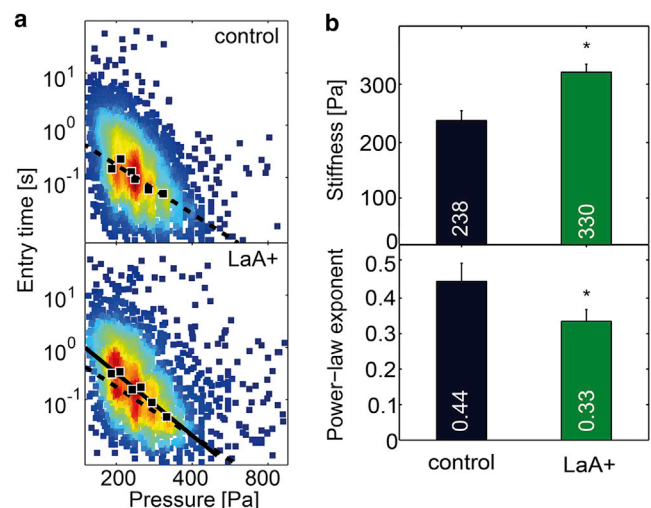 a
control
Entry time [s]
10¹
10⁰
10⁻¹
LaA+
10¹
10⁰
10⁻¹
200 400 800
Pressure [Pa]
b
Stiffness [Pa]
300
200
100
0
*
238
330
Power–law exponent
0.5
0.4
0.3
0.2
0.1
0
*
0.44
0.33
control LaA+